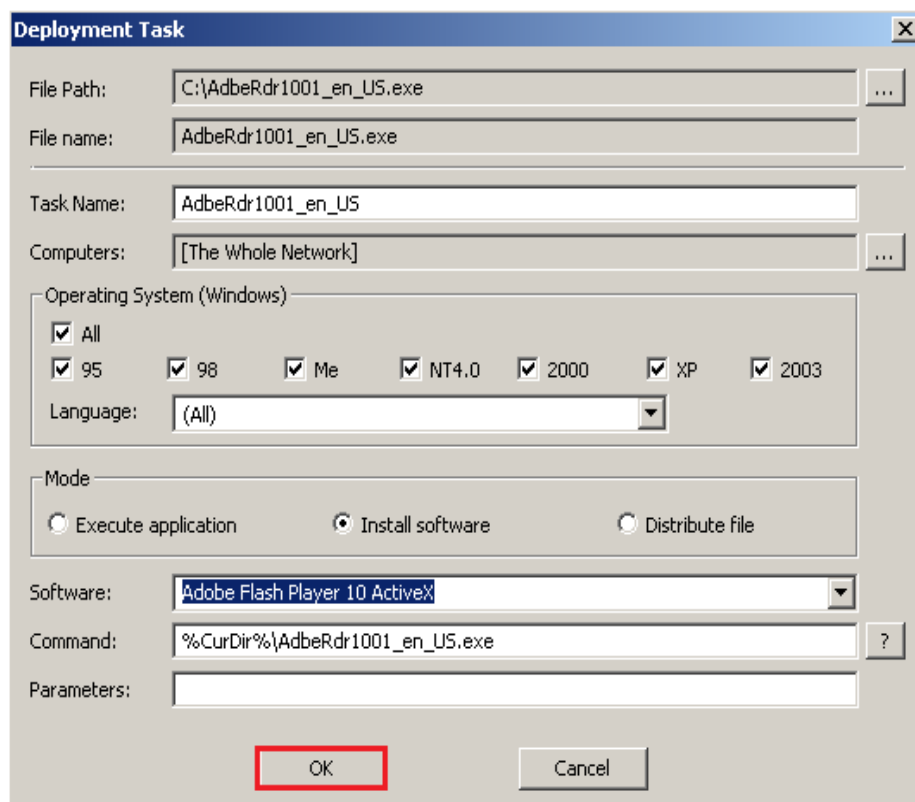 Deployment Task
File Path: C:\AdbeRdr1001_en_US.exe ...
File name: AdbeRdr1001_en_US.exe
Task Name: AdbeRdr1001_en_US
Computers: [The Whole Network] ...
Operating System (Windows)
All
95 98 Me NT4.0 2000 XP 2003
Language: (All)
Mode
Execute application Install software Distribute file
Software: Adobe Flash Player 10 ActiveX
Command: %CurDir%\AdbeRdr1001_en_US.exe ?
Parameters:
OK Cancel